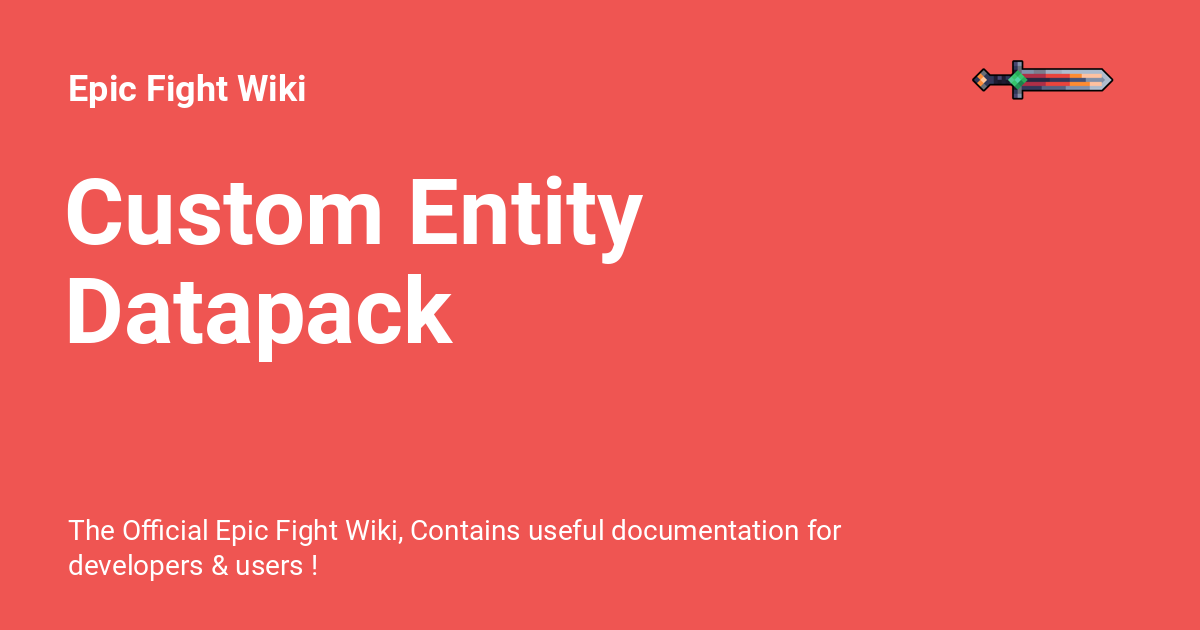 Epic Fight Wiki
Custom Entity
Datapack
The Official Epic Fight Wiki, Contains useful documentation for
developers & users !